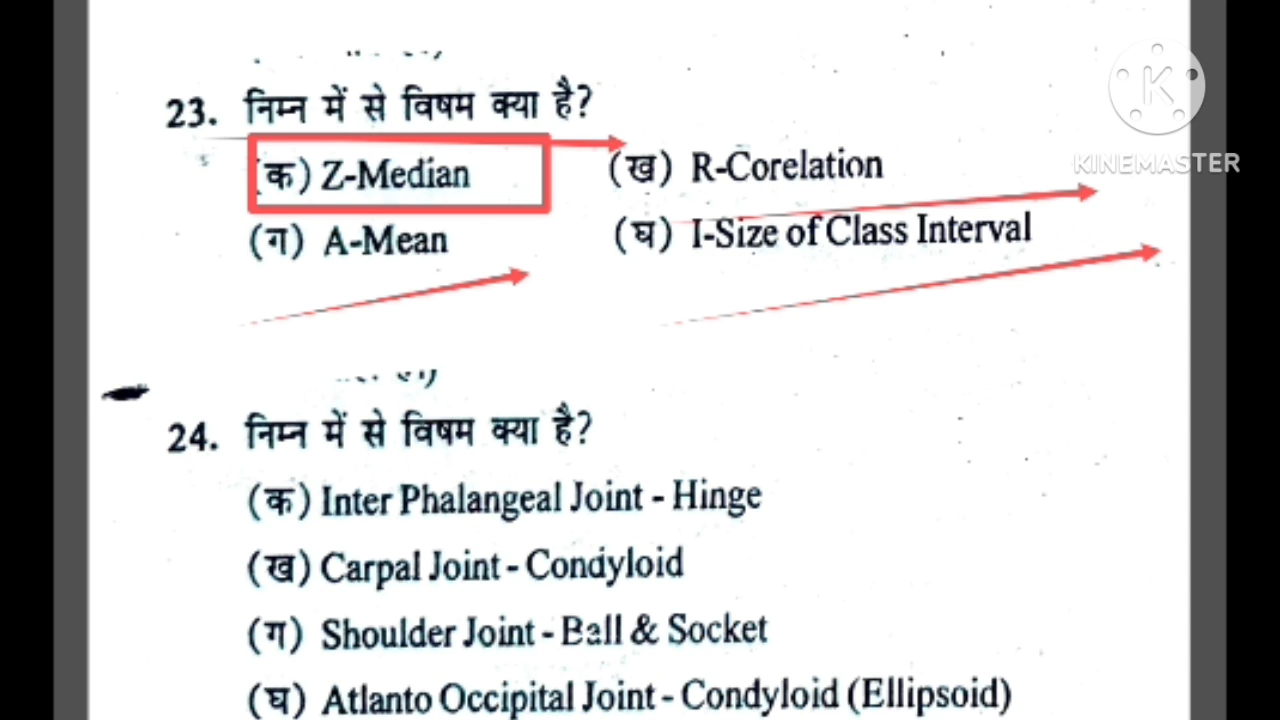 23. निम्न में से विषम क्या है?
(क) Z-Median (ख) R-Corelation
(ग) A-Mean (घ) I-Size of Class Interval
24. निम्न में से विषम क्या है?
(क) Inter Phalangeal Joint - Hinge
(ख) Carpal Joint - Condyloid
(ग) Shoulder Joint - Ball & Socket
(घ) Atlanto Occipital Joint - Condyloid (Ellipsoid)
K
KINEMASTER